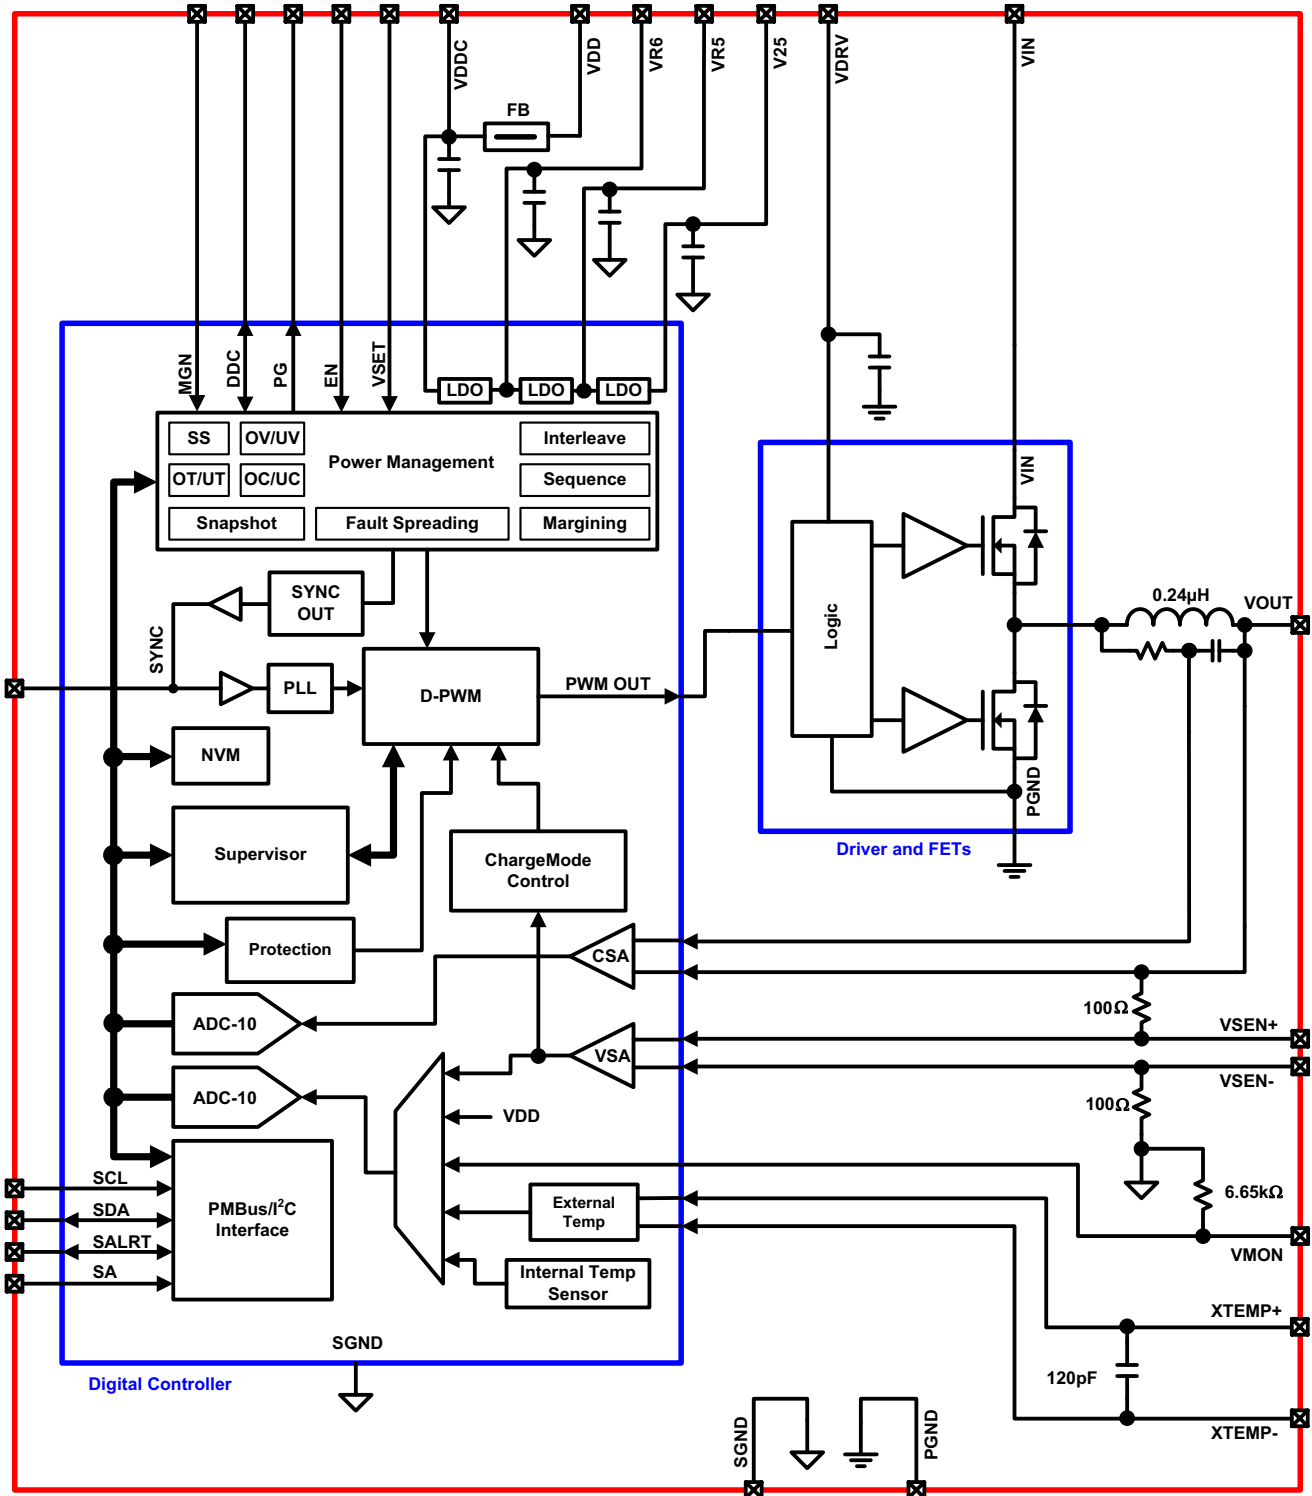 VDDC
VDD
VR6
VR5
V25
VDRV
VIN
FB
MGN
DDC
PG
EN
VSET
LDO
LDO
LDO
SS
OV/UV
Power Management
Interleave
OT/UT
OC/UC
Sequence
Snapshot
Fault Spreading
Margining
VIN
SYNC
OUT
SYNC
PLL
D-PWM
PWM OUT
Logic
0.24µH
VOUT
NVM
PGND
Supervisor
ChargeMode
Control
Driver and FETs
Protection
CSA
ADC-10
100Ω
VSEN+
VSA
VSEN-
ADC-10
VDD
100Ω
SCL
SDA
SALRT
SA
PMBus/I²C
Interface
External
Temp
6.65kΩ
VMON
Internal Temp
Sensor
XTEMP+
SGND
120pF
Digital Controller
XTEMP-
SGND
PGND